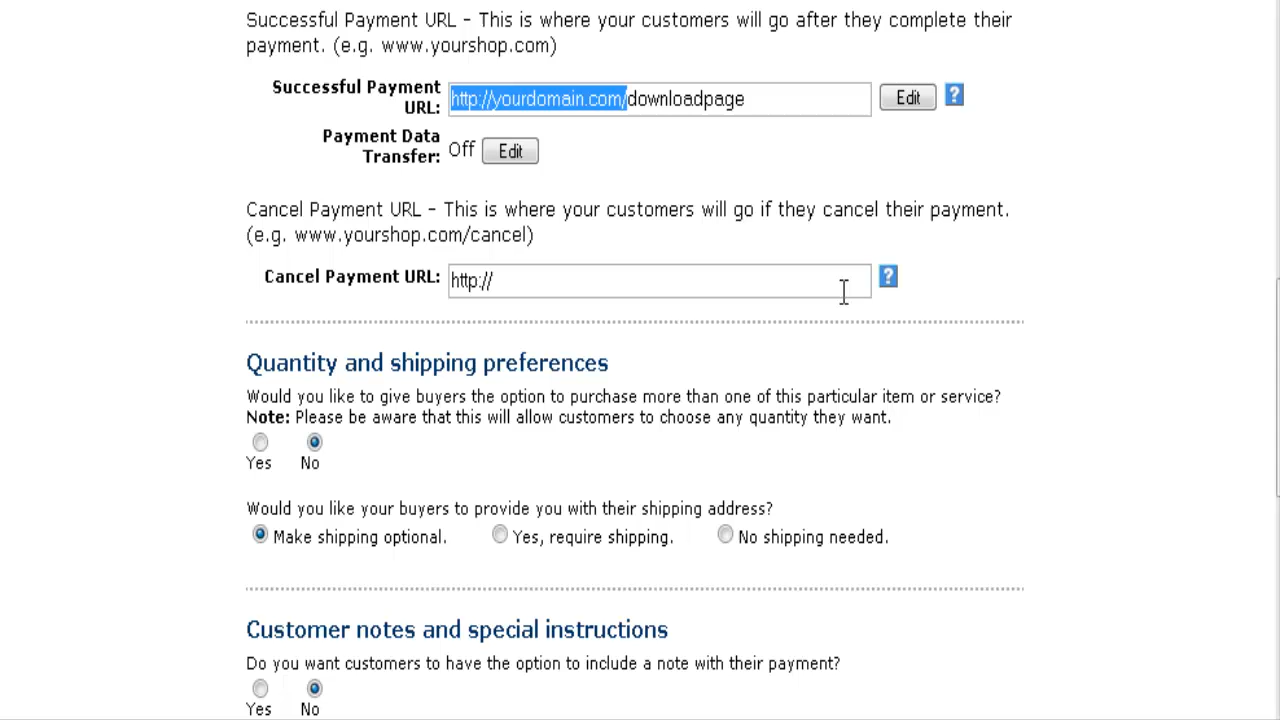 Successful Payment URL - This is where your customers will go after they complete their
payment. (e.g. www.yourshop.com)
Successful Payment
URL:
http://yourdomain.com/downloadpage
Edit
?
Payment Data
Transfer:
Off
Edit
Cancel Payment URL - This is where your customers will go if they cancel their payment.
(e.g. www.yourshop.com/cancel)
Cancel Payment URL:
http://
?
Quantity and shipping preferences
Would you like to give buyers the option to purchase more than one of this particular item or service?
Note: Please be aware that this will allow customers to choose any quantity they want.
Yes No
Would you like your buyers to provide you with their shipping address?
Make shipping optional. Yes, require shipping. No shipping needed.
Customer notes and special instructions
Do you want customers to have the option to include a note with their payment?
Yes No